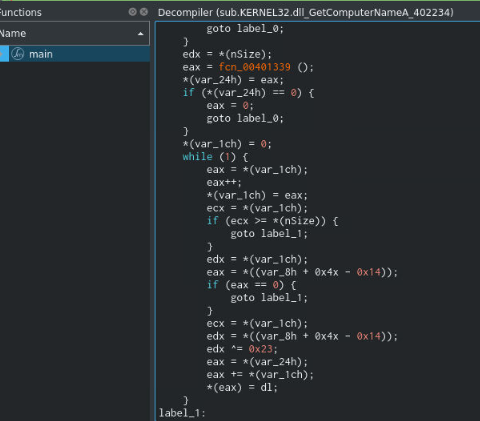 Functions
Decompiler (sub.KERNEL32.dll_GetComputerNameA_402234)
Name
main
goto label_0;
}
edx = *(nSize);
eax = fcn_00401339 ();
*(var_24h) = eax;
if (*(var_24h) == 0) {
eax = 0;
goto label_0;
}
*(var_1ch) = 0;
while (1) {
eax = *(var_1ch);
eax++;
*(var_1ch) = eax;
ecx = *(var_1ch);
if (ecx >= *(nSize)) {
goto label_1;
}
edx = *(var_1ch);
eax = *((var_8h + 0x4x - 0x14));
if (eax == 0) {
goto label_1;
}
ecx = *(var_1ch);
edx = *((var_8h + 0x4x - 0x14));
edx ^= 0x23;
eax = *(var_24h);
eax += *(var_1ch);
*(eax) = dl;
}
label_1: